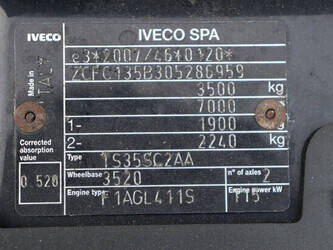 IVECO IVECO SPA
e3*2007/46*0120*
ZCFC135B305286959
Made in ITALY
3500 kg
7000 kg
1- 1900 kg
2- 2240 kg
Corrected absorption value
0.520
Type IS35SC2AA
Wheelbase 3520 n° of axles 2
Engine type: F1AGL411S Engine power kW 115